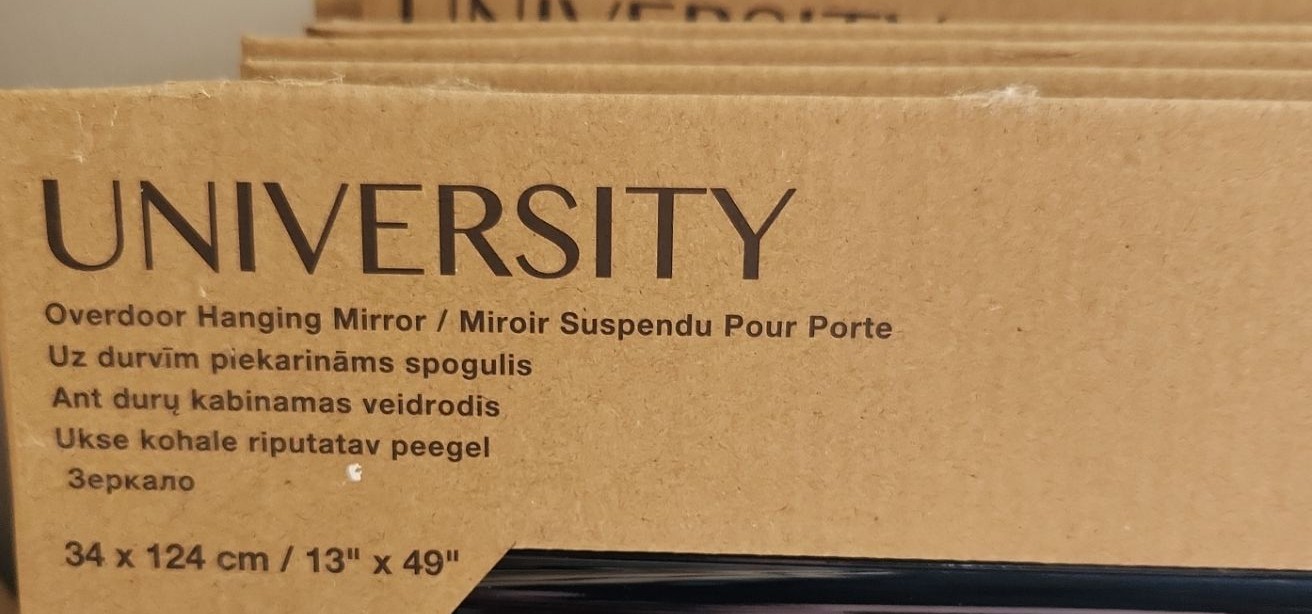 UNIVERSITY
UNIVERSITY
Overdoor Hanging Mirror / Miroir Suspendu Pour Porte
Uz durvīm piekarināms spogulis
Ant durų kabinamas veidrodis
Ukse kohale riputatav peegel
Зеркало
34 x 124 cm / 13" x 49"